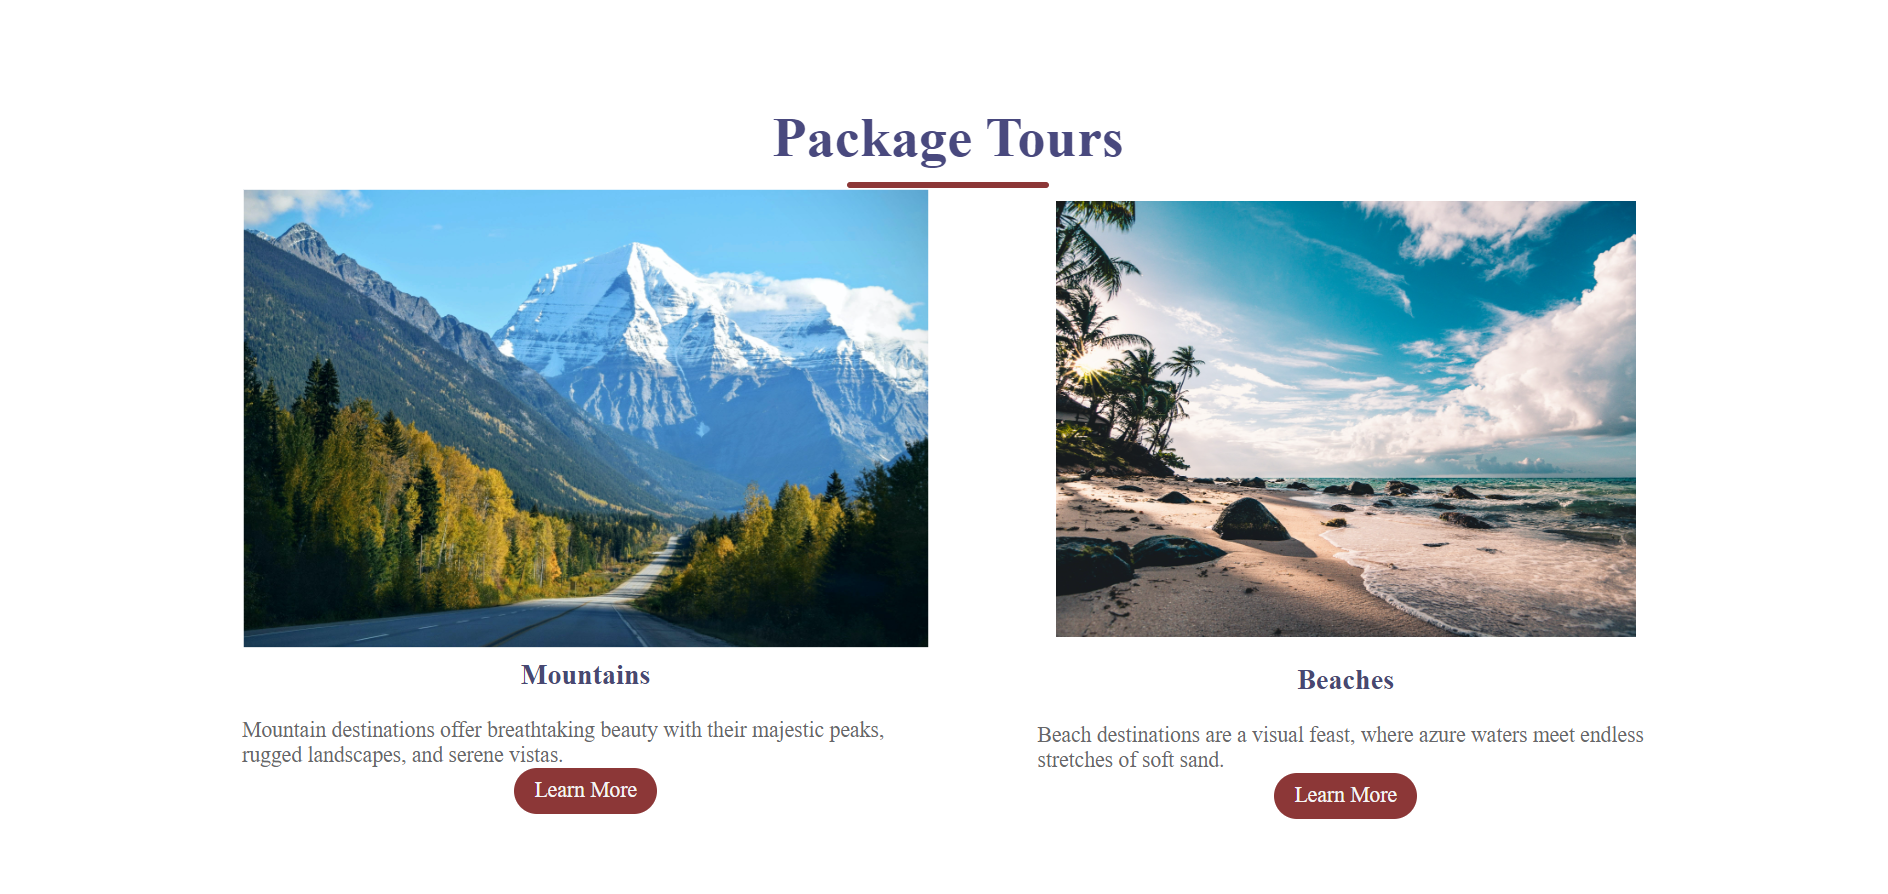 Package Tours
Mountains
Mountain destinations offer breathtaking beauty with their majestic peaks,
rugged landscapes, and serene vistas.
Learn More
Beaches
Beach destinations are a visual feast, where azure waters meet endless
stretches of soft sand.
Learn More